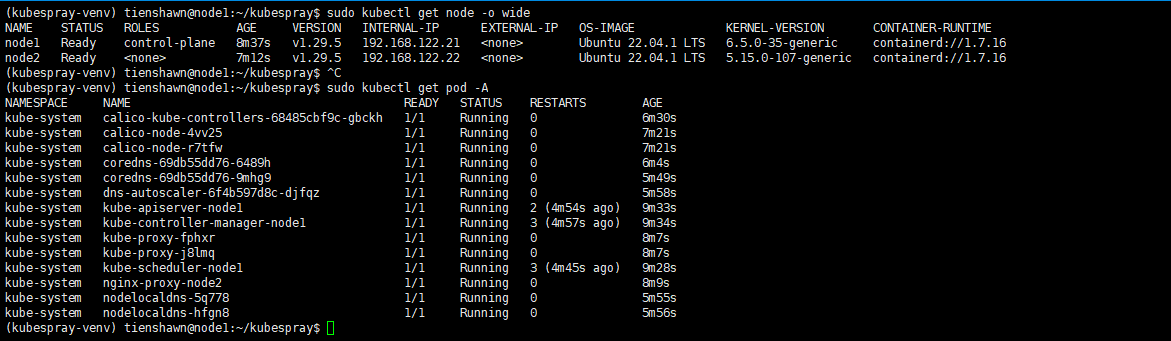 (kubespray-venv) tienshawn@node1:~/kubespray$ sudo kubectl get node -o wide
NAME    STATUS   ROLES           AGE     VERSION   INTERNAL-IP      EXTERNAL-IP   OS-IMAGE             KERNEL-VERSION      CONTAINER-RUNTIME
node1   Ready    control-plane   8m37s   v1.29.5   192.168.122.21   <none>        Ubuntu 22.04.1 LTS   6.5.0-35-generic    containerd://1.7.16
node2   Ready    <none>          7m12s   v1.29.5   192.168.122.22   <none>        Ubuntu 22.04.1 LTS   5.15.0-107-generic   containerd://1.7.16
(kubespray-venv) tienshawn@node1:~/kubespray$ ^C
(kubespray-venv) tienshawn@node1:~/kubespray$ sudo kubectl get pod -A
NAMESPACE     NAME                                       READY   STATUS    RESTARTS        AGE
kube-system   calico-kube-controllers-68485cbf9c-gbckh   1/1     Running   0               6m30s
kube-system   calico-node-4vv25                          1/1     Running   0               7m21s
kube-system   calico-node-r7tfw                          1/1     Running   0               7m21s
kube-system   coredns-69db55dd76-6489h                   1/1     Running   0               6m4s
kube-system   coredns-69db55dd76-9mhg9                   1/1     Running   0               5m49s
kube-system   dns-autoscaler-6f4b597d8c-djfqz            1/1     Running   0               5m58s
kube-system   kube-apiserver-node1                       1/1     Running   2 (4m54s ago)   9m33s
kube-system   kube-controller-manager-node1              1/1     Running   3 (4m57s ago)   9m34s
kube-system   kube-proxy-fphxr                           1/1     Running   0               8m7s
kube-system   kube-proxy-j8lmq                           1/1     Running   0               8m7s
kube-system   kube-scheduler-node1                       1/1     Running   3 (4m45s ago)   9m28s
kube-system   nginx-proxy-node2                          1/1     Running   0               8m9s
kube-system   nodelocaldns-5q778                         1/1     Running   0               5m55s
kube-system   nodelocaldns-hfgn8                         1/1     Running   0               5m56s
(kubespray-venv) tienshawn@node1:~/kubespray$